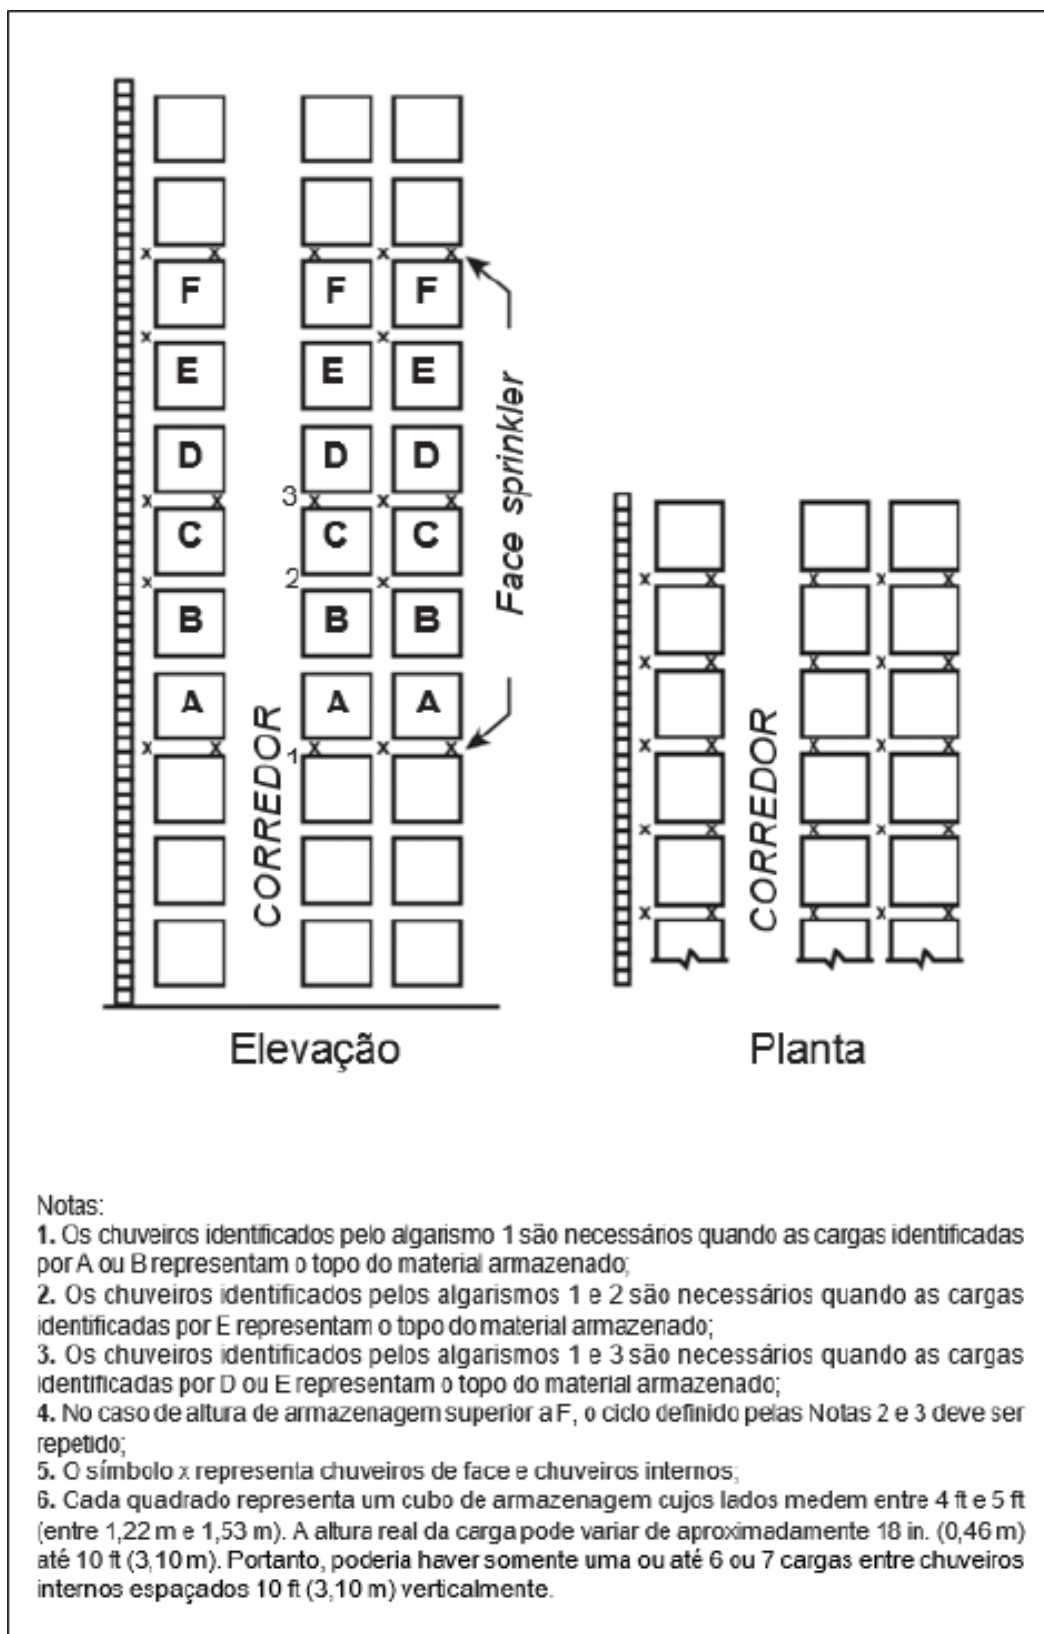 F F F
E E E
D D D
3
C C C
2
B B B
A A A
1
Face sprinkler
CORREDOR
CORREDOR
x x x x x
x x
x x x x x
x x
x x x x x
x x x x x
x x x x x
x x x x x
x x x x x
x x x x x
Elevação Planta
Notas:
1. Os chuveiros identificados pelo algarismo 1 são necessários quando as cargas identificadas
por A ou B representam o topo do material armazenado;
2. Os chuveiros identificados pelos algarismos 1 e 2 são necessários quando as cargas
identificadas por E representam o topo do material armazenado;
3. Os chuveiros identificados pelos algarismos 1 e 3 são necessários quando as cargas
identificadas por D ou E representam o topo do material armazenado;
4. No caso de altura de armazenagem superior a F, o ciclo definido pelas Notas 2 e 3 deve ser
repetido;
5. O símbolo x representa chuveiros de face e chuveiros internos;
6. Cada quadrado representa um cubo de armazenagem cujos lados medem entre 4 ft e 5 ft
(entre 1,22 m e 1,53 m). A altura real da carga pode variar de aproximadamente 18 in. (0,46 m)
até 10 ft (3,10 m). Portanto, poderia haver somente uma ou até 6 ou 7 cargas entre chuveiros
internos espaçados 10 ft (3,10 m) verticalmente.